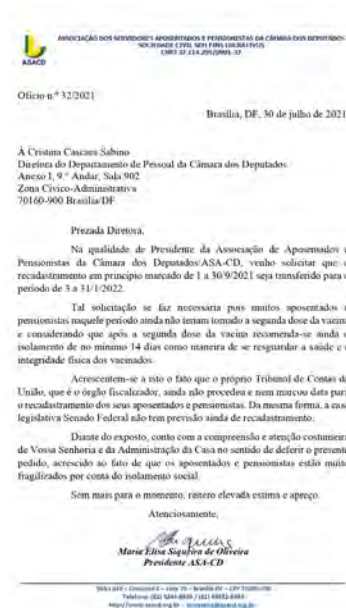 ASACD
ASSOCIAÇÃO DOS SERVIDORES APOSENTADOS E PENSIONISTAS DA CÂMARA DOS DEPUTADOS
SOCIEDADE CIVIL SEM FINS LUCRATIVOS
Ofício n.º 32/2021
Brasília, DF, 30 de julho de 2021
À Cristina Cascaes Sabino
Diretora do Departamento de Pessoal da Câmara dos Deputados
Anexo I, 9.º Andar, Sala 902
Zona Cívico-Administrativa
70160-900 Brasília/DF
Prezada Diretora,
Na qualidade de Presidente da Associação de Aposentados e
Pensionistas da Câmara dos Deputados/ASA-CD, venho solicitar que
recadastramento em princípio marcado de 1 a 30/9/2021 seja transferido para
período de 3 a 31/1/2022.
Tal solicitação se faz necessária pois muitos aposentados
pensionistas naquele período ainda não teriam tomado a segunda dose da vacina
e considerando que após a segunda dose da vacina recomenda-se ainda
isolamento de no mínimo 14 dias como maneira de se resguardar a saúde e
integridade física dos vacinados.
Acrescentem-se a isto o fato que o próprio Tribunal de Contas da
União, que é o órgão fiscalizador, ainda não procedeu e nem marcou data para
o recadastramento dos seus aposentados e pensionistas. Da mesma forma, a casa
legislativa Senado Federal não tem previsão ainda de recadastramento.
Diante do exposto, conto com a compreensão e atenção costumeira
de Vossa Senhoria e da Administração da Casa no sentido de deferir o presente
pedido, acrescido ao fato de que os aposentados e pensionistas estão muito
fragilizados por conta do isolamento social.
Sem mais para o momento, reitero elevada estima e apreço.
Atenciosamente,
Maria Elisa Siqueira de Oliveira
Presidente ASA-CD